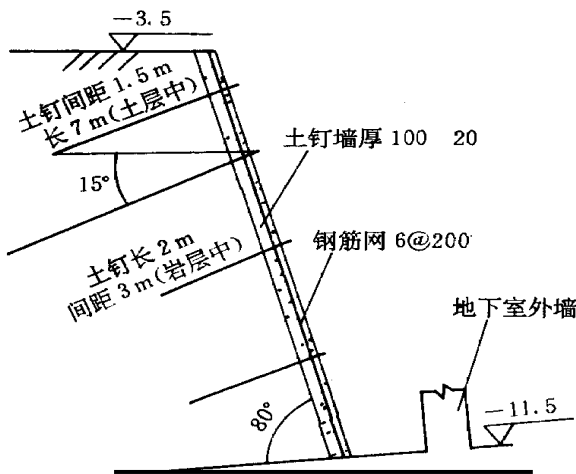 -3.5
土钉间距 1.5 m
长 7 m(土层中)
土钉墙厚 100 20
15°
钢筋网 6@200
土钉长 2 m
间距 3 m(岩层中)
地下室外墙
80°
-11.5